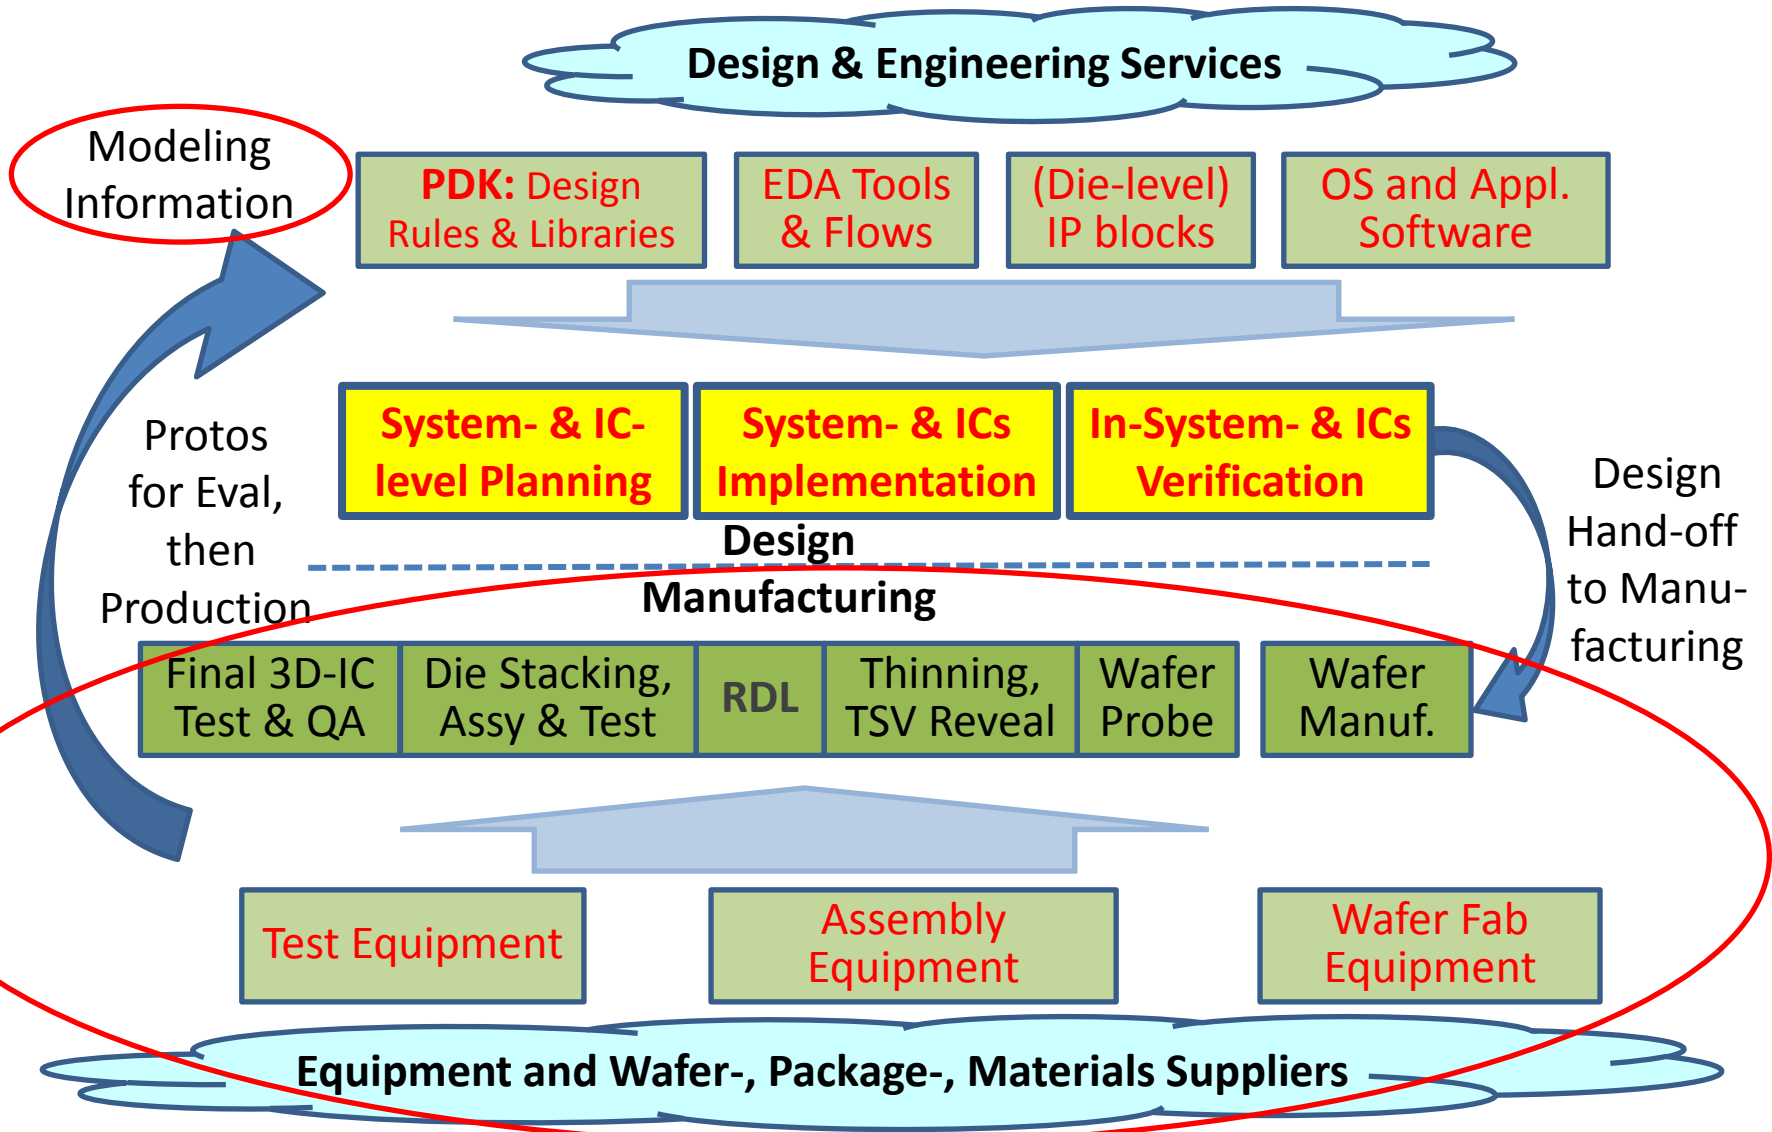 Design & Engineering Services
Modeling
Information
PDK: Design
Rules & Libraries
EDA Tools
& Flows
(Die-level)
IP blocks
OS and Appl.
Software
System- & IC-
level Planning
System- & ICs
Implementation
In-System- & ICs
Verification
Protos
for Eval,
then
Production
Design
Hand-off
to Manu-
facturing
Design
Manufacturing
Final 3D-IC
Test & QA
Die Stacking,
Assy & Test
RDL
Thinning,
TSV Reveal
Wafer
Probe
Wafer
Manuf.
Test Equipment
Assembly
Equipment
Wafer Fab
Equipment
Equipment and Wafer-, Package-, Materials Suppliers